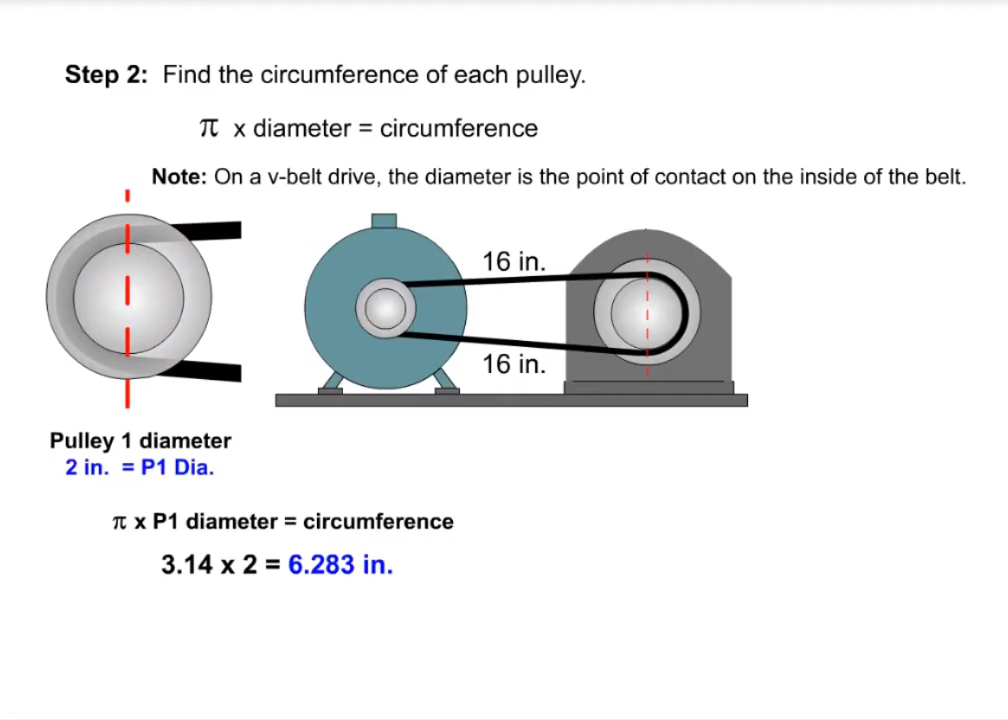 Step 2: Find the circumference of each pulley.
π x diameter = circumference
Note: On a v-belt drive, the diameter is the point of contact on the inside of the belt.
16 in.
16 in.
Pulley 1 diameter
2 in. = P1 Dia.
π x P1 diameter = circumference
3.14 x 2 = 6.283 in.